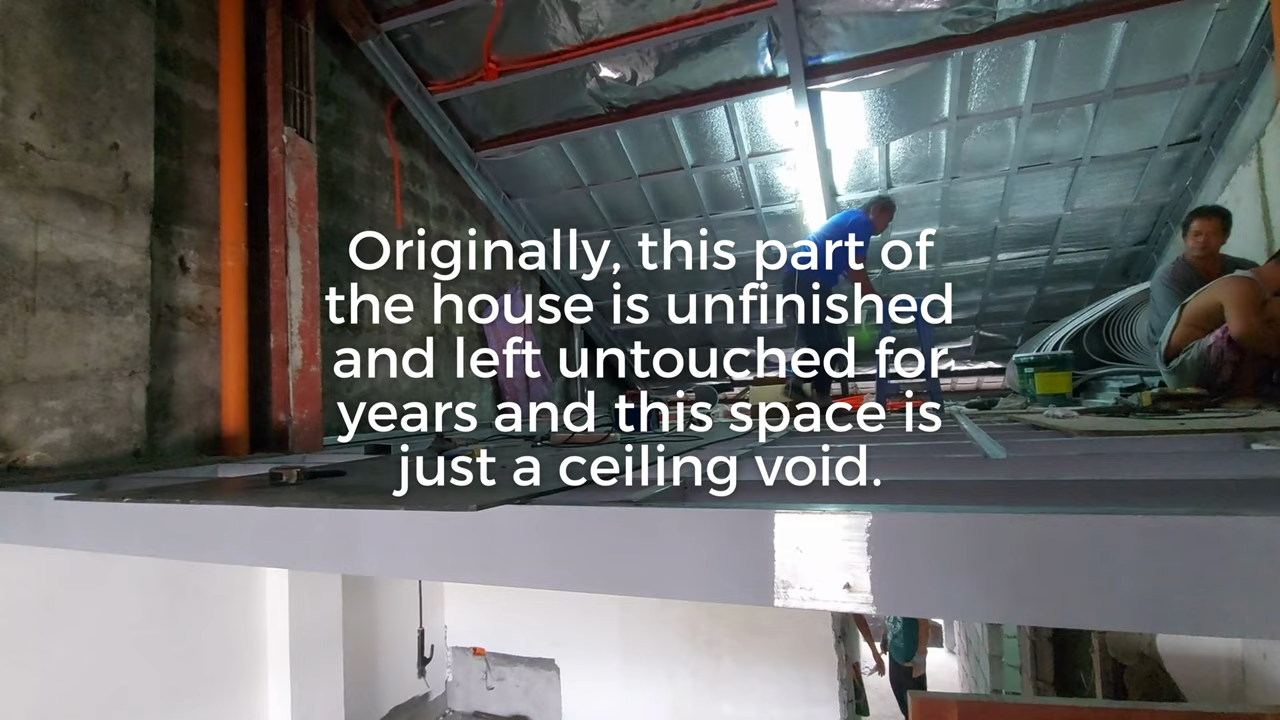 Originally, this part of
the house is unfinished
and left untouched for
years and this space is
just a ceiling void.